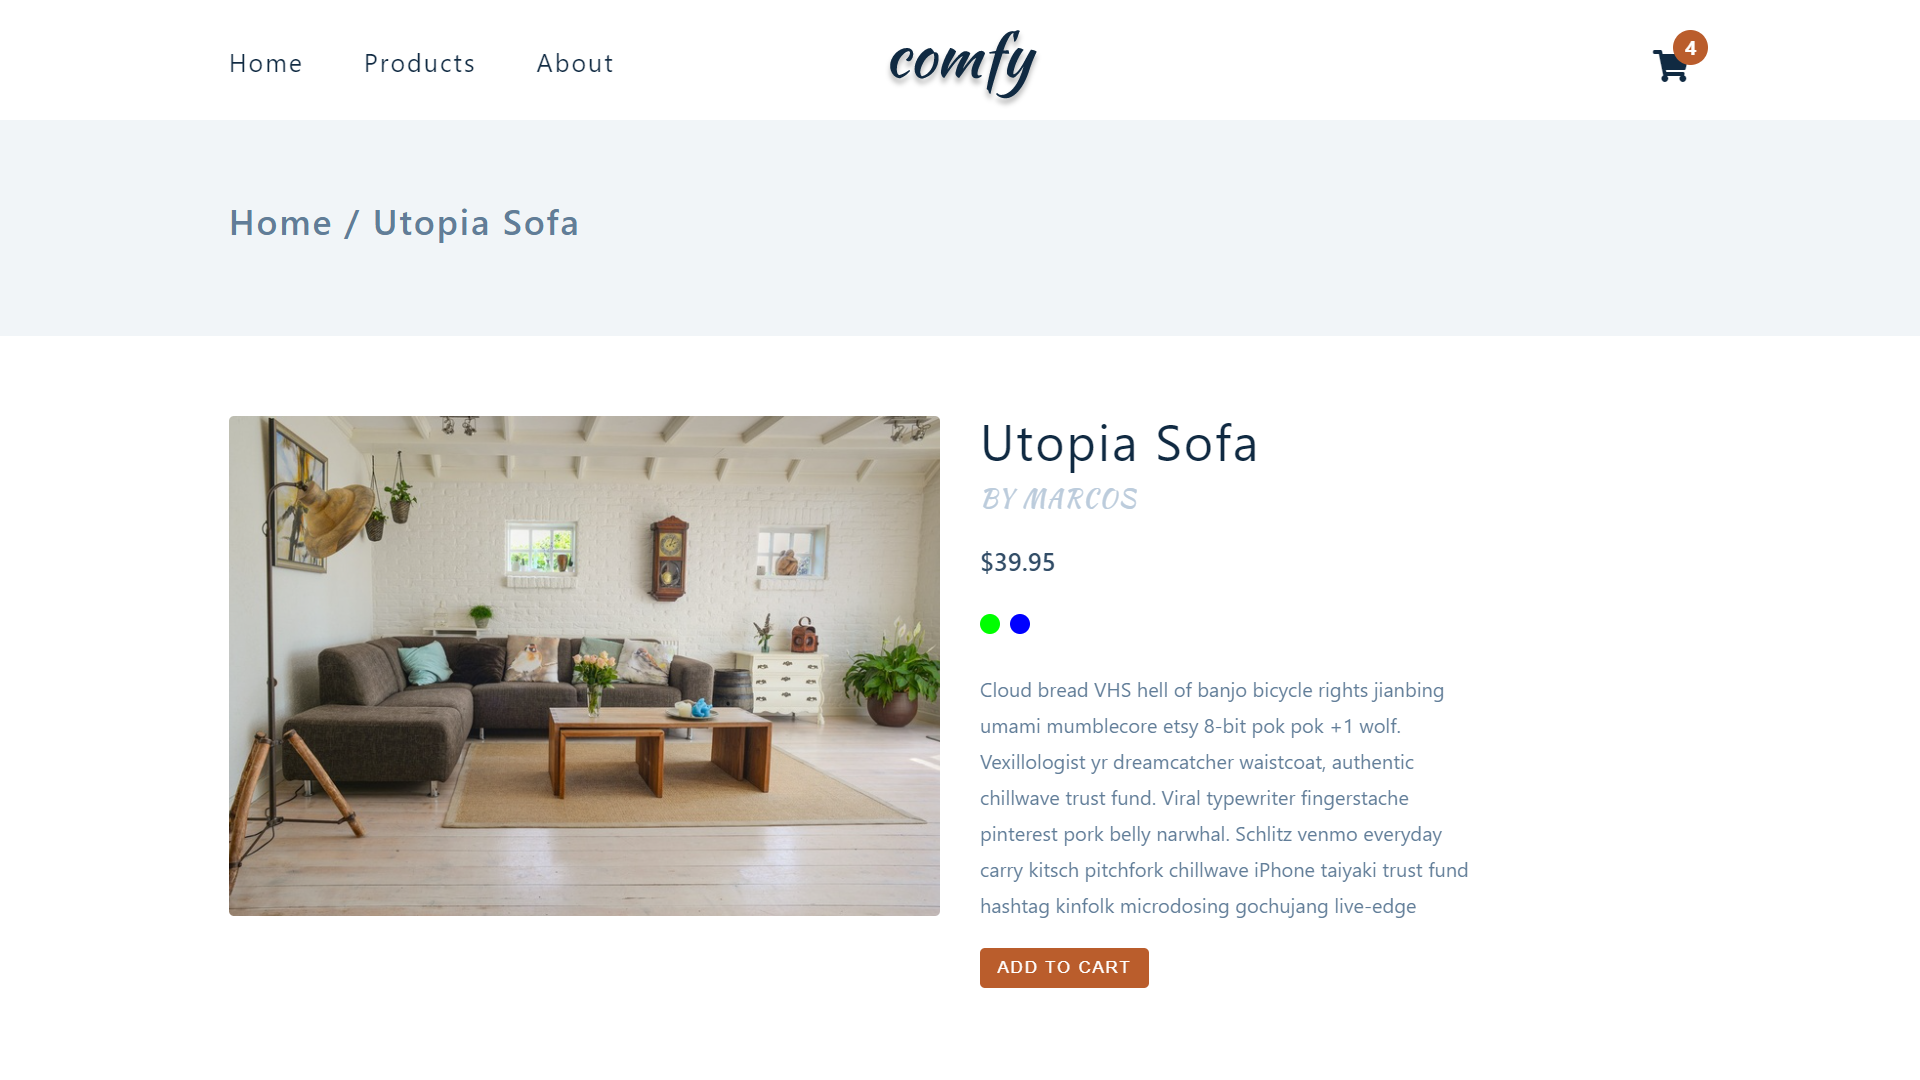 Home Products About comfy 4
Home / Utopia Sofa
Utopia Sofa
BY MARCOS
$39.95
Cloud bread VHS hell of banjo bicycle rights jianbing
umami mumblecore etsy 8-bit pok pok +1 wolf.
Vexillologist yr dreamcatcher waistcoat, authentic
chillwave trust fund. Viral typewriter fingerstache
pinterest pork belly narwhal. Schlitz venmo everyday
carry kitsch pitchfork chillwave iPhone taiyaki trust fund
hashtag kinfolk microdosing gochujang live-edge
ADD TO CART